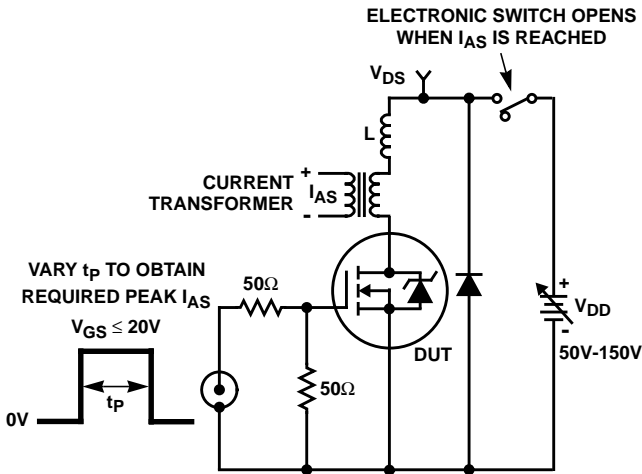 ELECTRONIC SWITCH OPENS
WHEN IAS IS REACHED
VDS
L
+
CURRENT
TRANSFORMER
IAS
-
VARY tP TO OBTAIN
REQUIRED PEAK IAS
50Ω
VGS ≤ 20V
DUT
+
VDD
-
50V-150V
50Ω
0V
tP